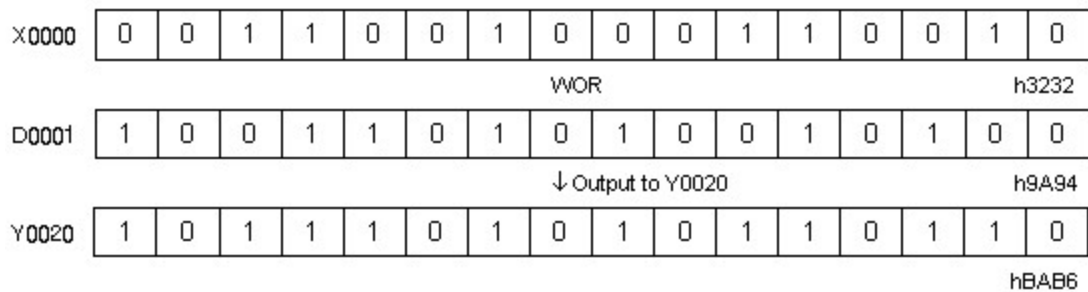 X0000 0 0 1 1 0 0 1 0 0 0 1 1 0 0 1 0
WOR h3232
D0001 1 0 0 1 1 0 1 0 1 0 0 1 0 1 0 0
↓ Output to Y0020 h9A94
Y0020 1 0 1 1 1 0 1 0 1 0 1 1 0 1 1 0
hBAB6